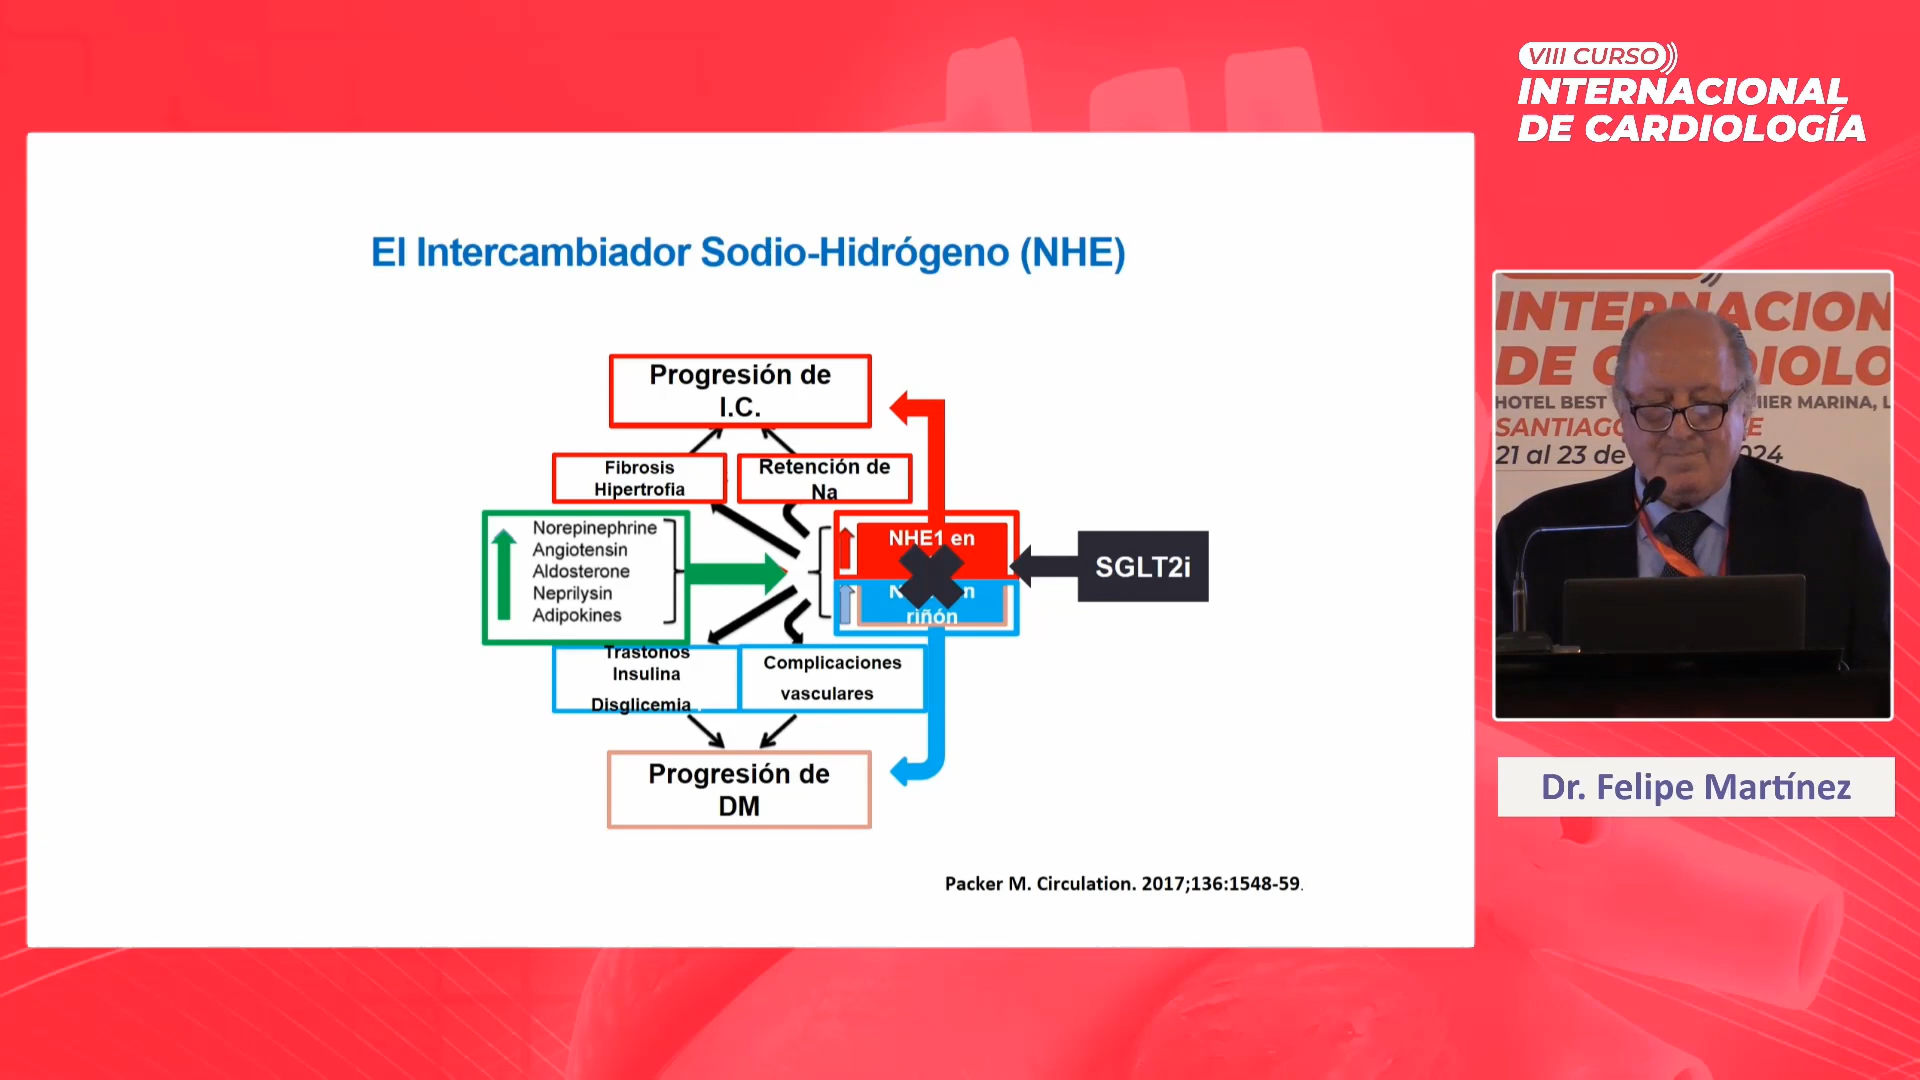 VIII CURSO
INTERNACIONAL
DE CARDIOLOGÍA
El Intercambiador Sodio-Hidrógeno (NHE)
Progresión de
I.C.
Fibrosis
Hipertrofia
Retención de
Na
Norepinephrine
Angiotensin
Aldosterone
Neprilysin
Adipokines
NHE1 en
riñón
SGLT2i
Trastonos
Insulina
Disglicemia
Complicaciones
vasculares
Progresión de
DM
Packer M. Circulation. 2017;136:1548-59.
DE
HOTEL BEST
MARINA,
21 al 23 de
Dr. Felipe Martínez